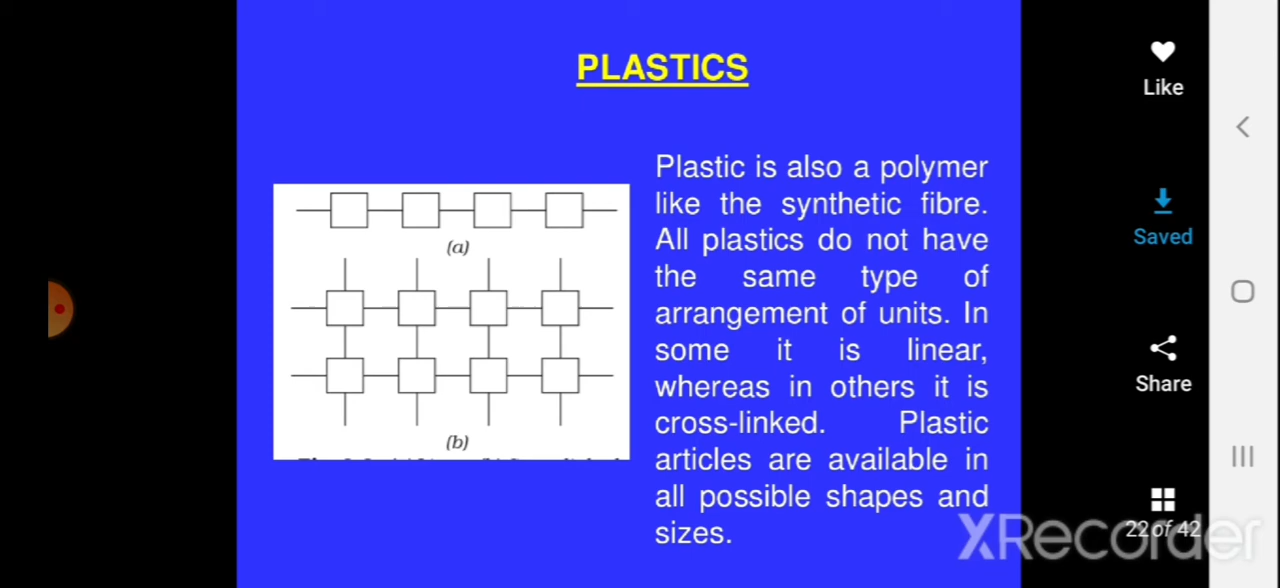 PLASTICS
Plastic is also a polymer
like the synthetic fibre.
All plastics do not have
the same type of
arrangement of units. In
some it is linear,
whereas in others it is
cross-linked. Plastic
articles are available in
all possible shapes and
sizes.
(a)
(b)
Like
Saved
Share
22 of 42
XRecorder